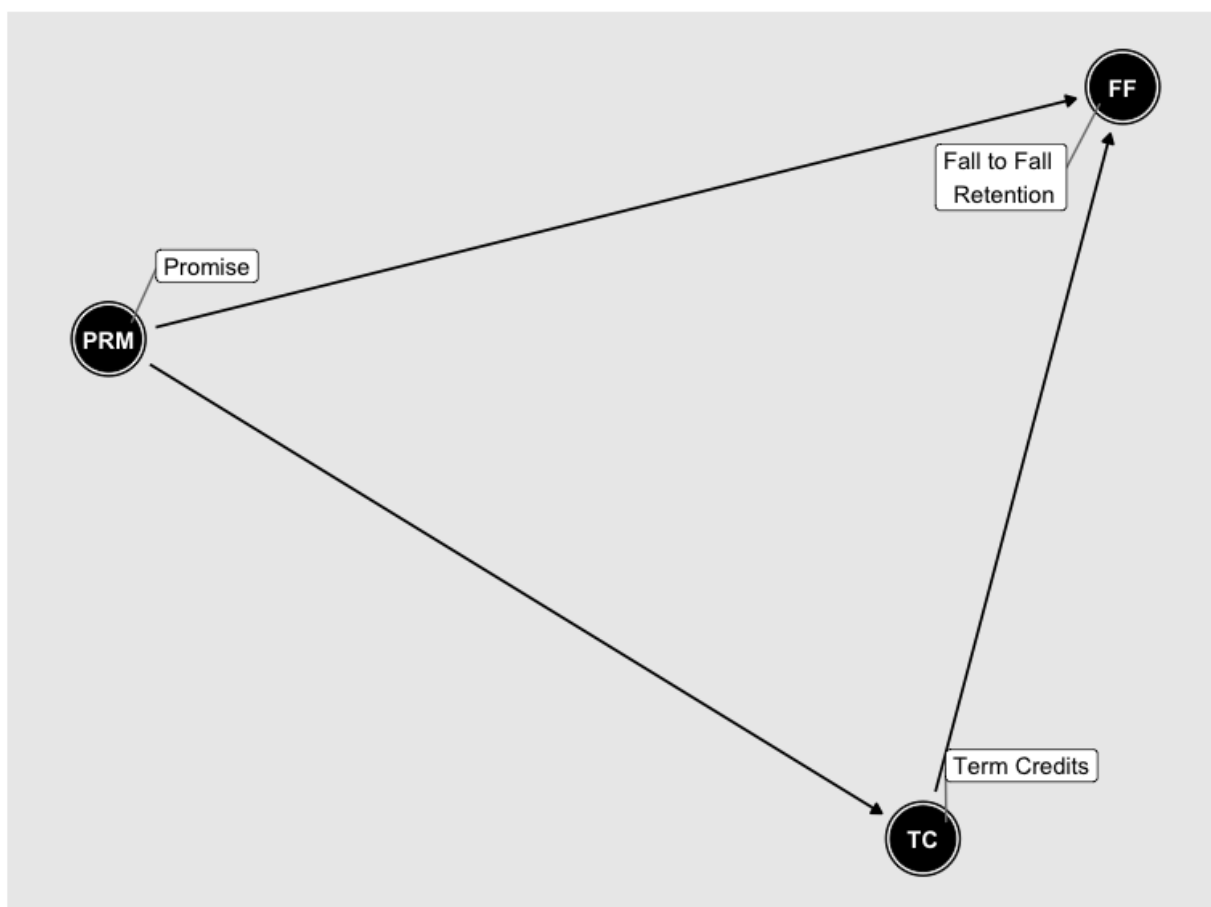 FF
Fall to Fall
Retention
Promise
PRM
Term Credits
TC